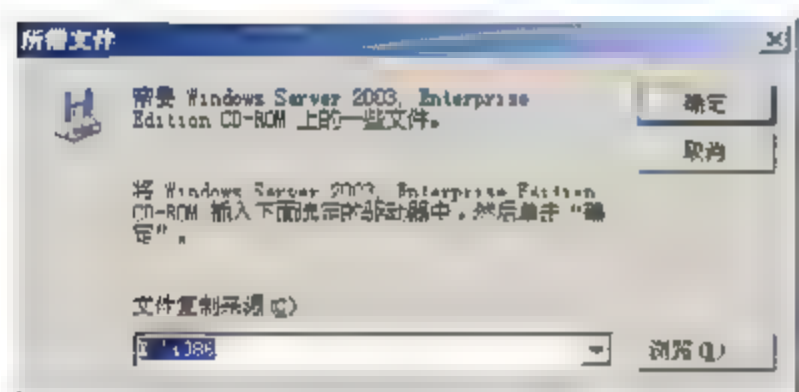 所需文件
需要 Windows Server 2003, Enterprise
Edition CD-ROM 上的一些文件。
确定
取消
将 Windows Server 2003, Enterprise Edition
CD-ROM 插入下面选定的驱动器中，然后单击“确
定”。
文件复制来源(C)
浏览